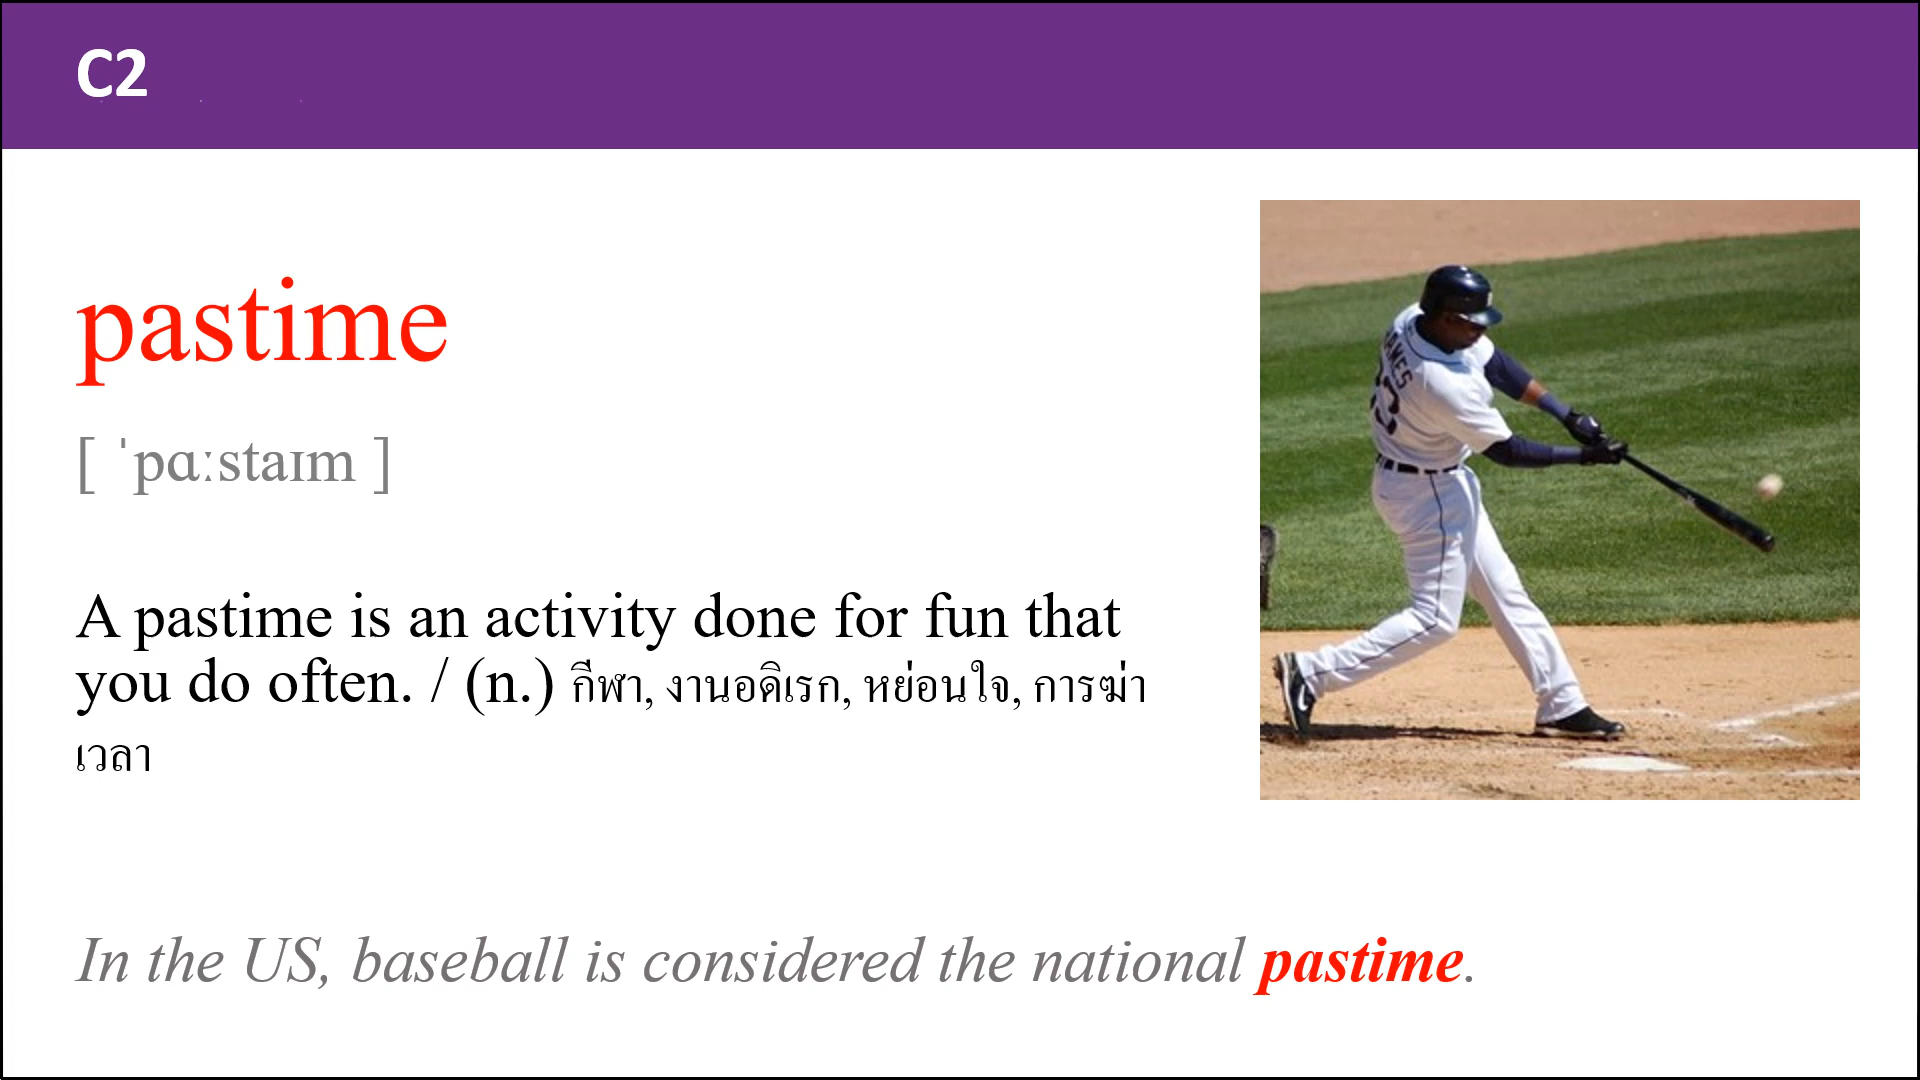 C2
pastime
[ ˈpɑːstaɪm ]
A pastime is an activity done for fun that
you do often. / (n.) กีฬา, งานอดิเรก, หย่อนใจ, การฆ่า
เวลา
In the US, baseball is considered the national pastime.